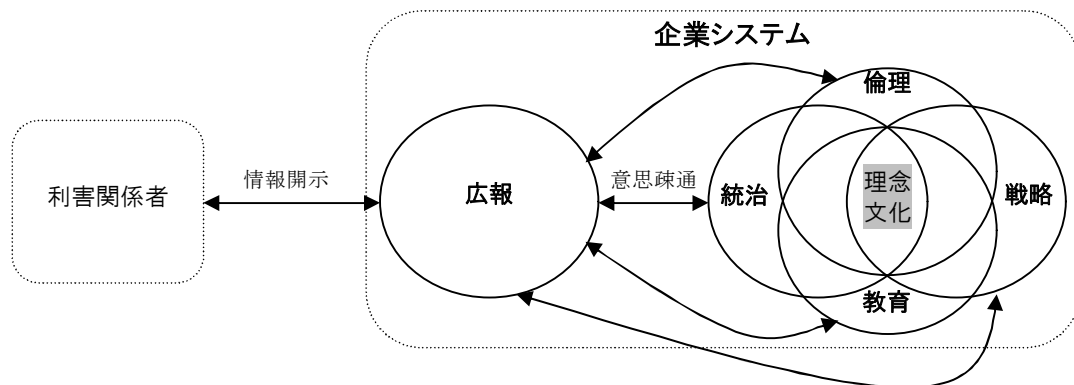 企業システム
倫理
利害関係者
情報開示
広報
意思疎通
統治
理念
文化
戦略
教育